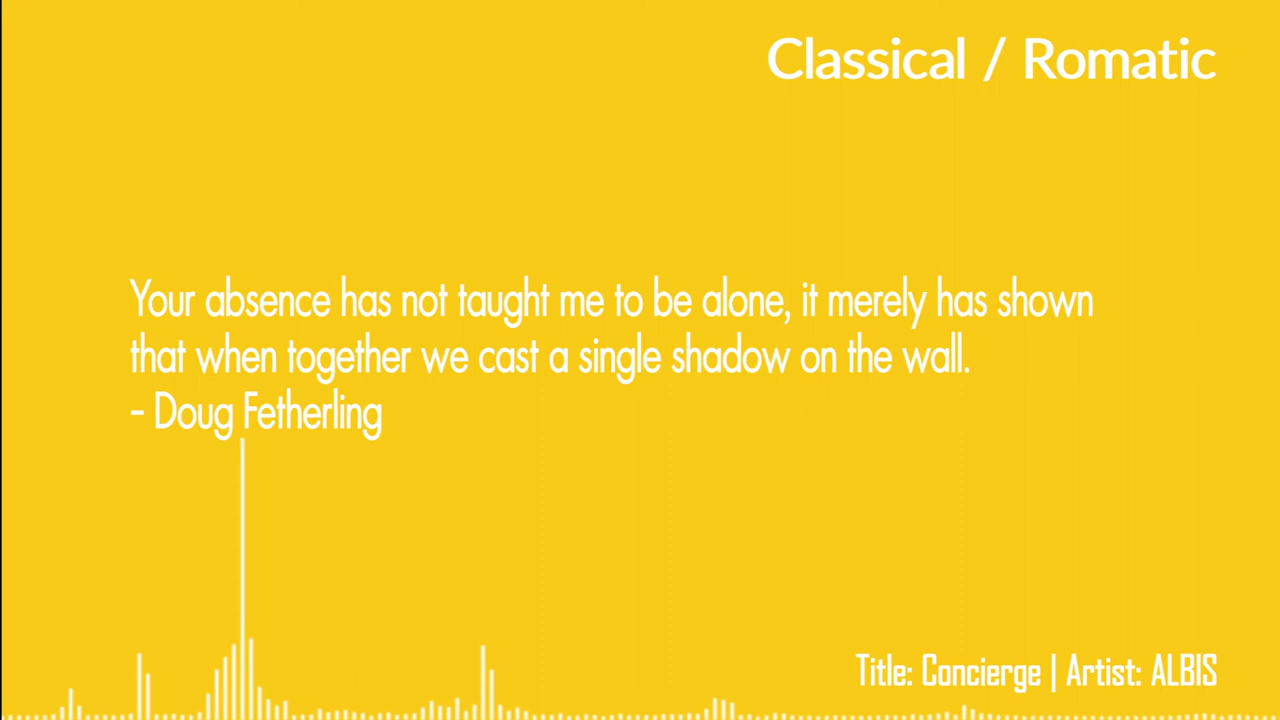 Classical / Romatic
Your absence has not taught me to be alone, it merely has shown
that when together we cast a single shadow on the wall.
- Doug Fetherling
Title: Concierge | Artist: ALBIS